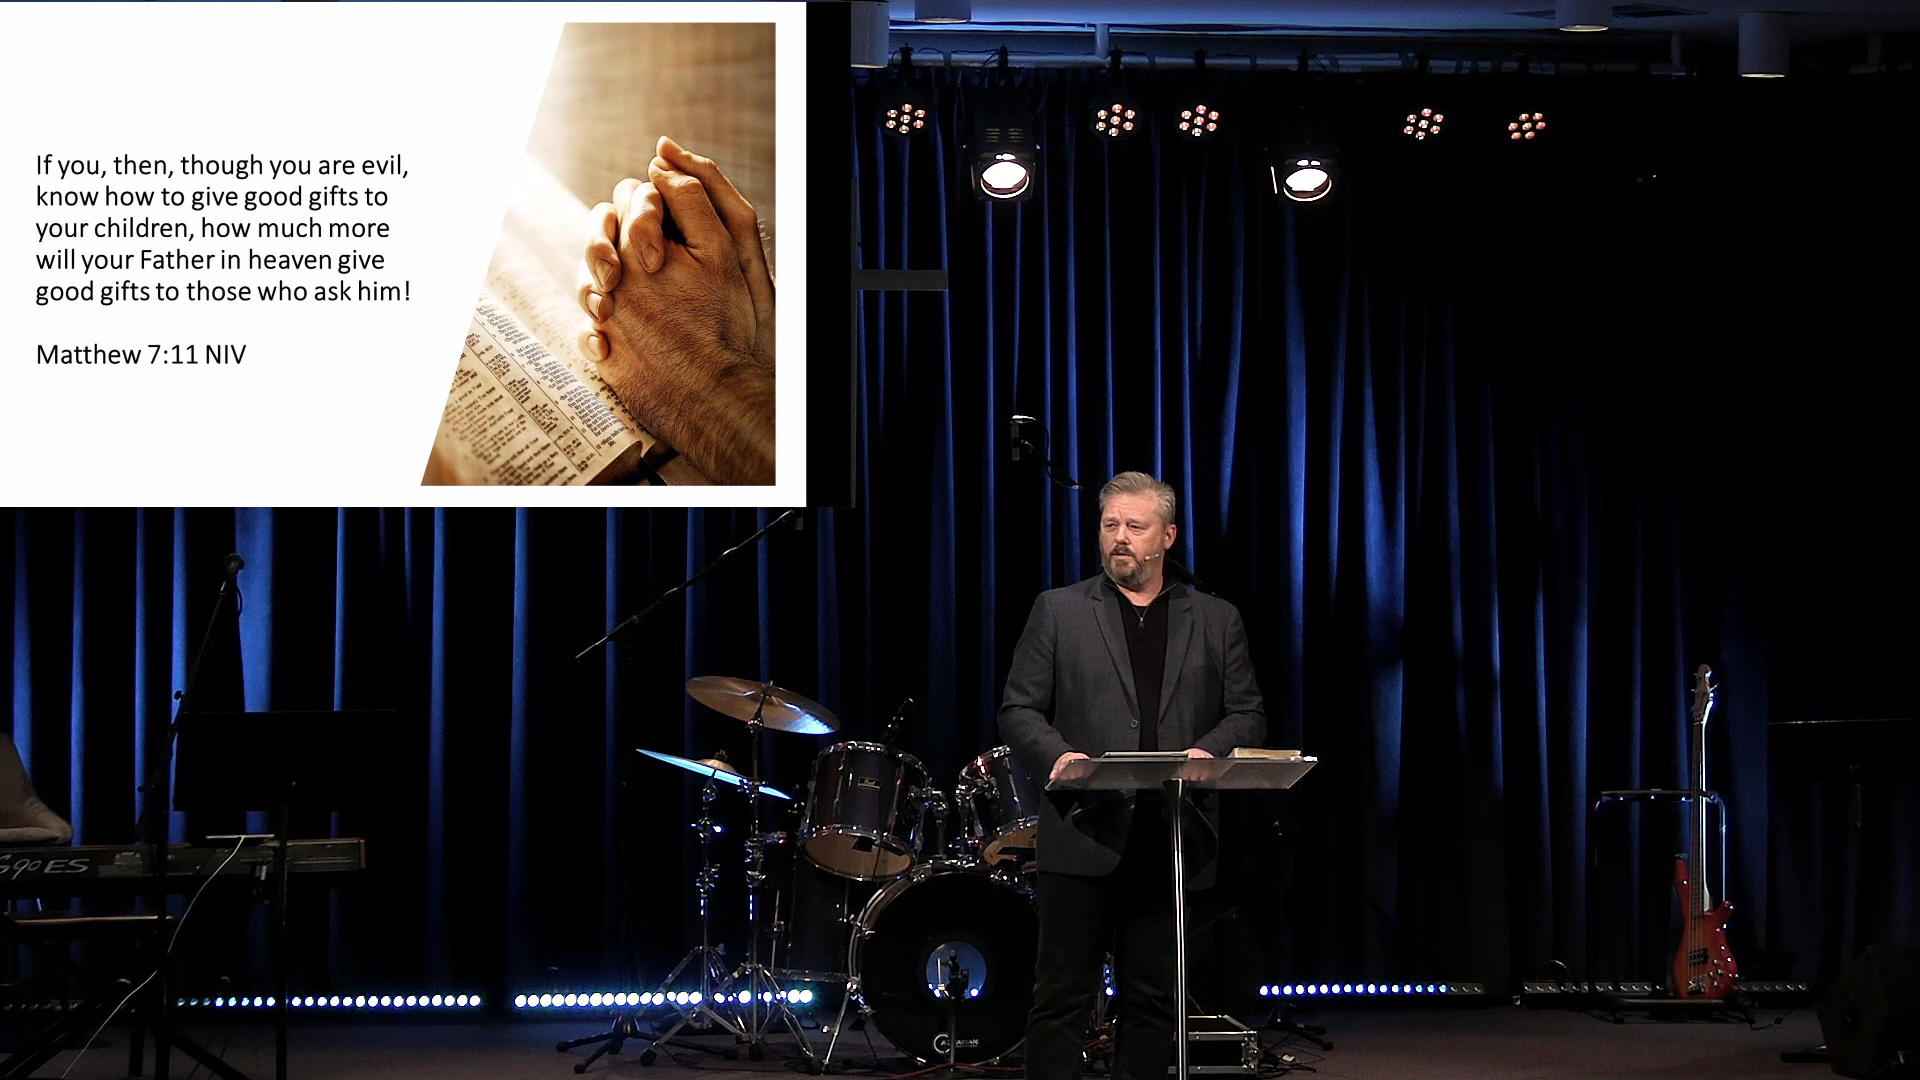 If you, then, though you are evil,
know how to give good gifts to
your children, how much more
will your Father in heaven give
good gifts to those who ask him!
Matthew 7:11 NIV
S90ES